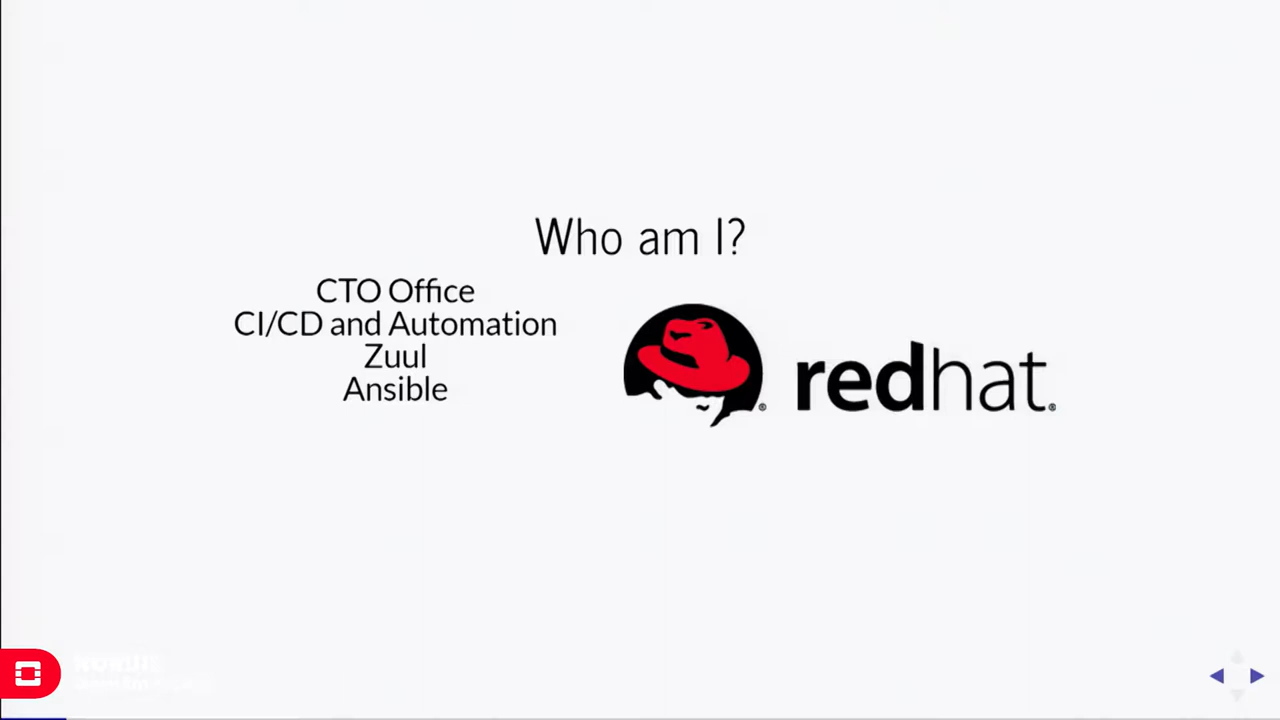 Who am I?
CTO Office
CI/CD and Automation
Zuul
Ansible
redhat